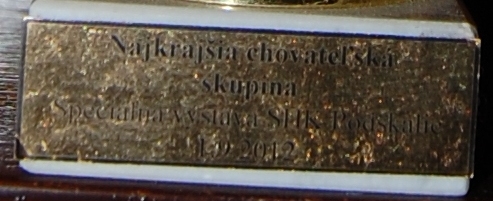 Najkrajšia chovateľská
skupina
Špeciálna výstava SHK Podskalie
1.9.2012